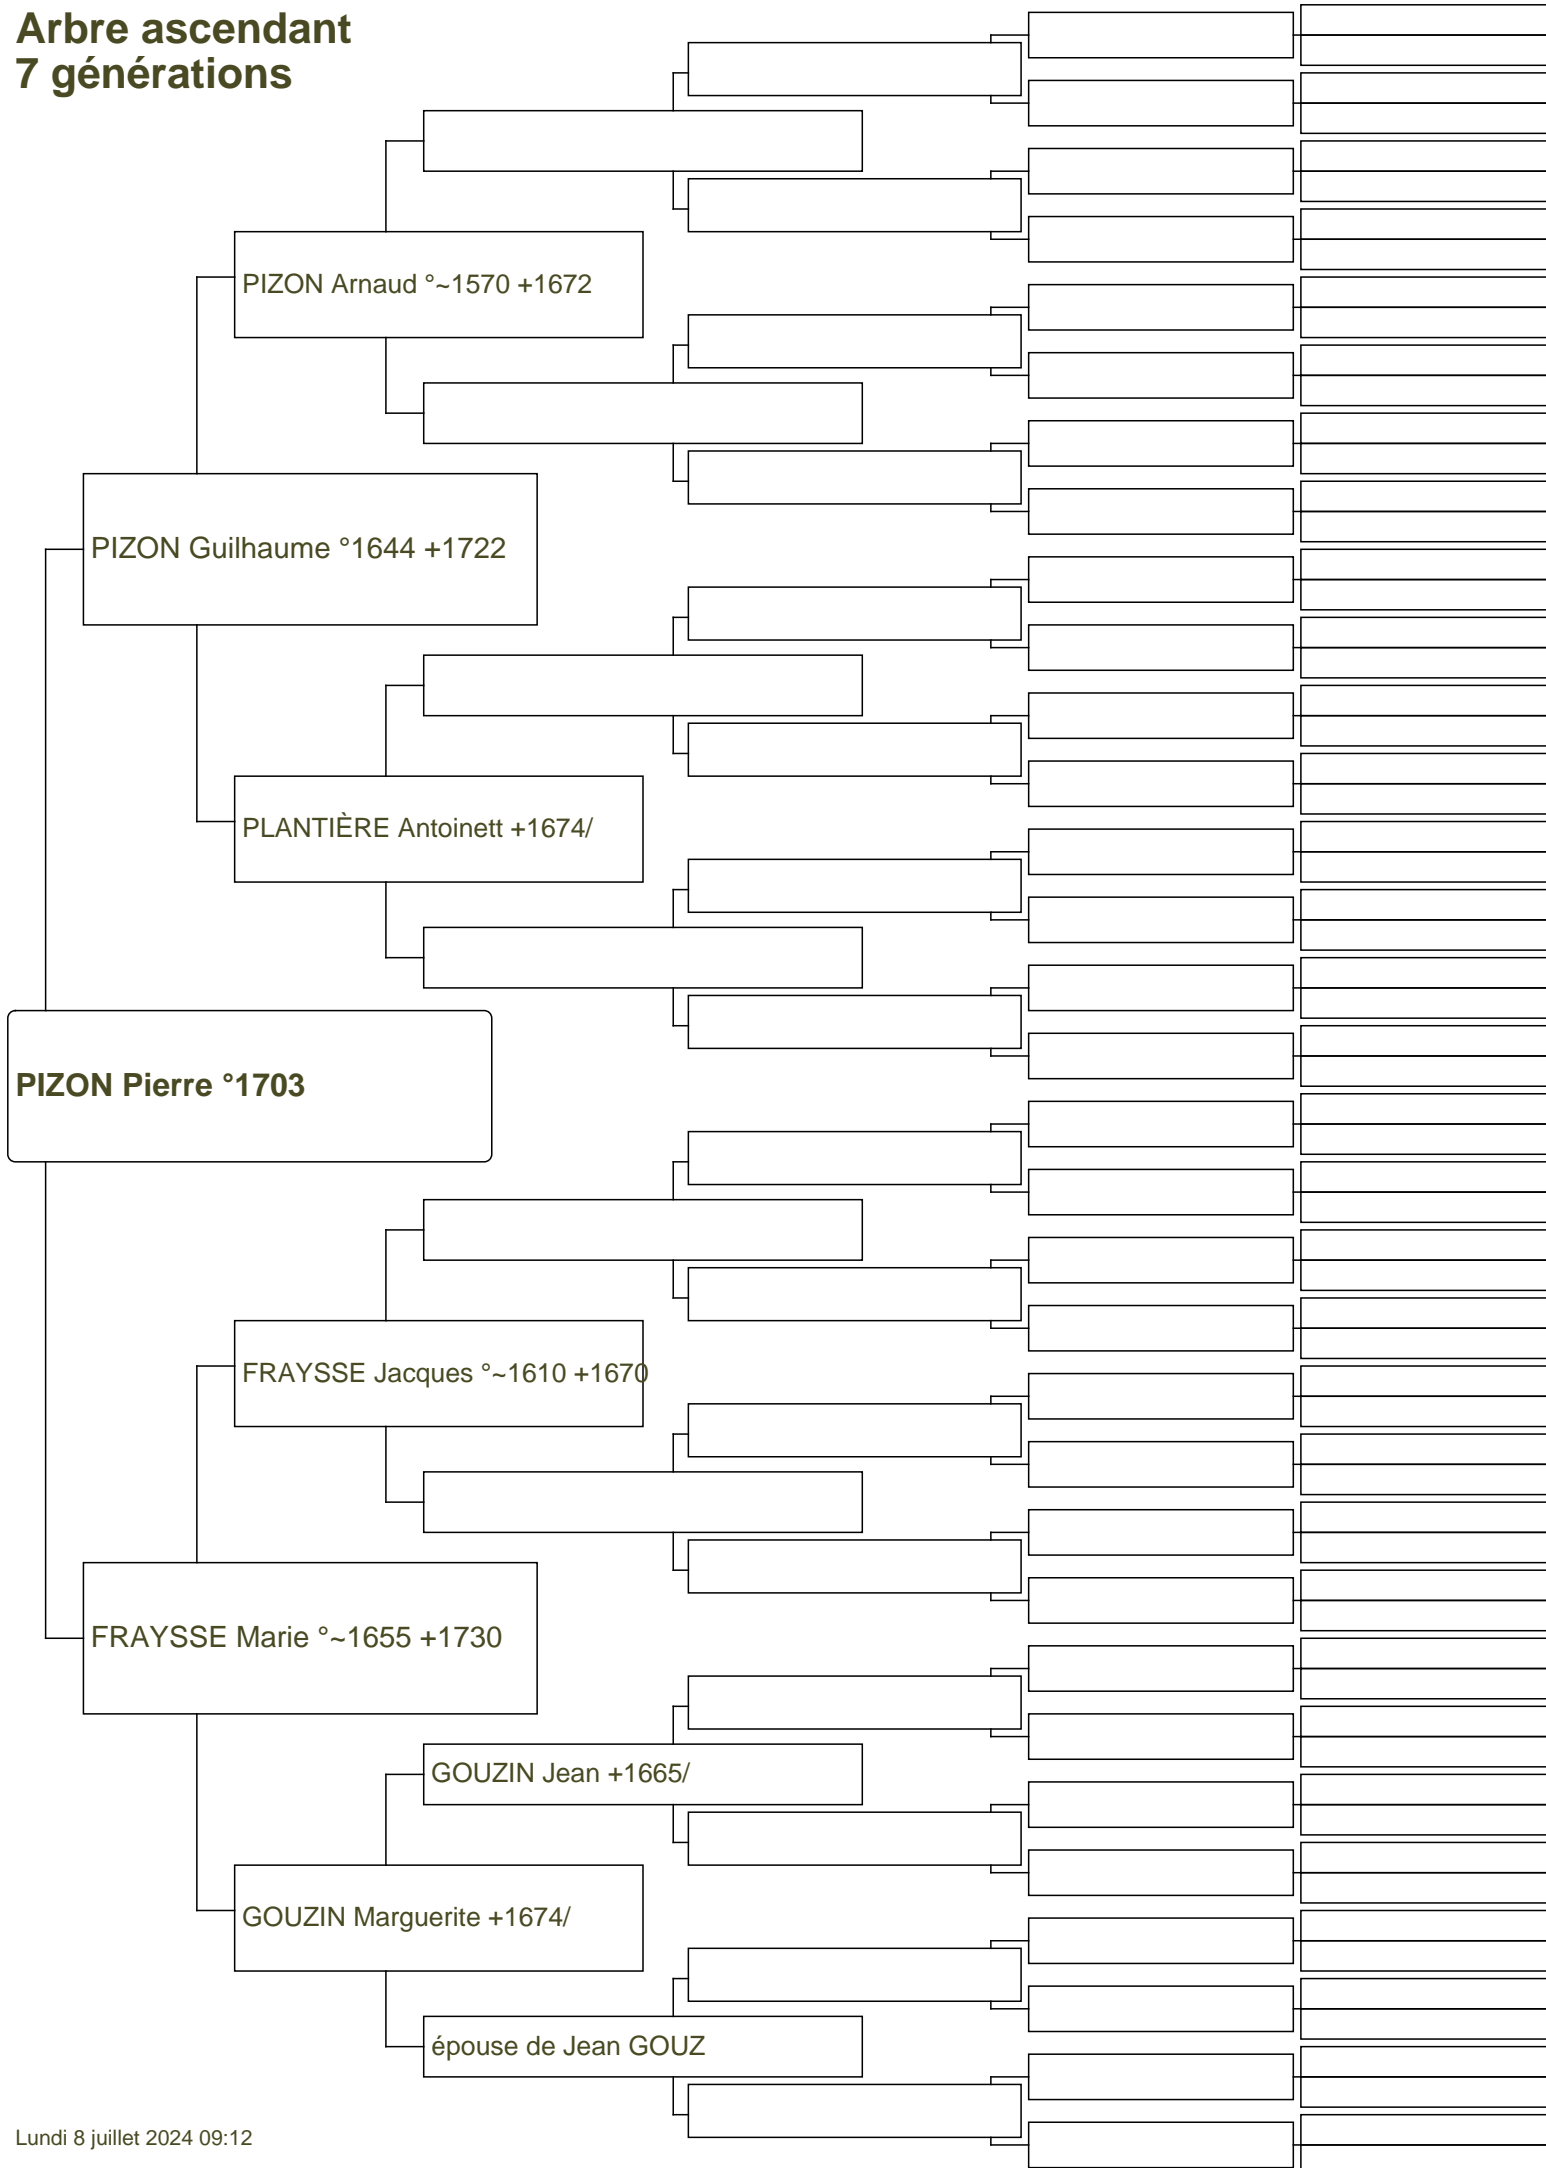 Arbre ascendant
7 générations
PIZON Arnaud °~1570 +1672
PIZON Guilhaume °1644 +1722
PLANTIÈRE Antoinett +1674/
PIZON Pierre °1703
FRAYSSE Jacques °~1610 +1670
FRAYSSE Marie °~1655 +1730
GOUZIN Jean +1665/
GOUZIN Marguerite +1674/
épouse de Jean GOUZ
Lundi 8 juillet 2024 09:12